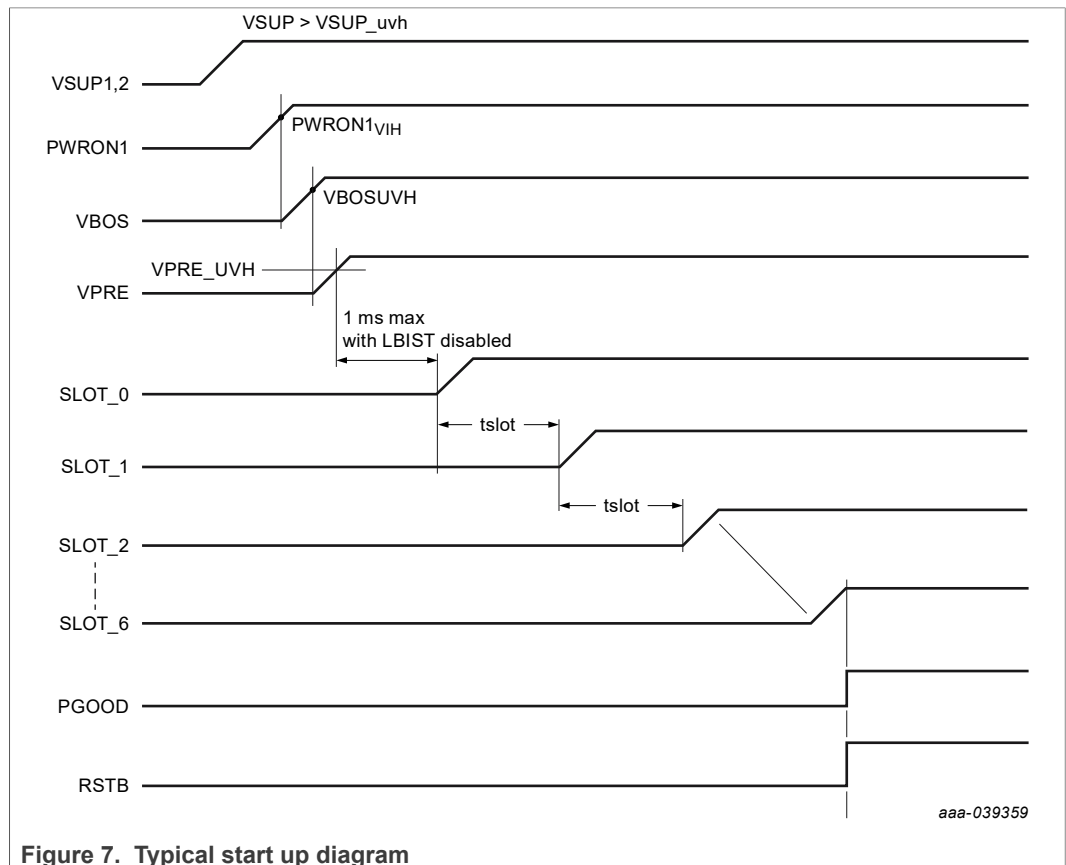 VSUP > VSUP_uvh
VSUP1,2
PWRON1VIH
PWRON1
VBOSUVH
VBOS
VPRE_UVH
VPRE
1 ms max
with LBIST disabled
SLOT_0
tslot
SLOT_1
tslot
SLOT_2
SLOT_6
PGOOD
RSTB
aaa-039359
Figure 7. Typical start up diagram